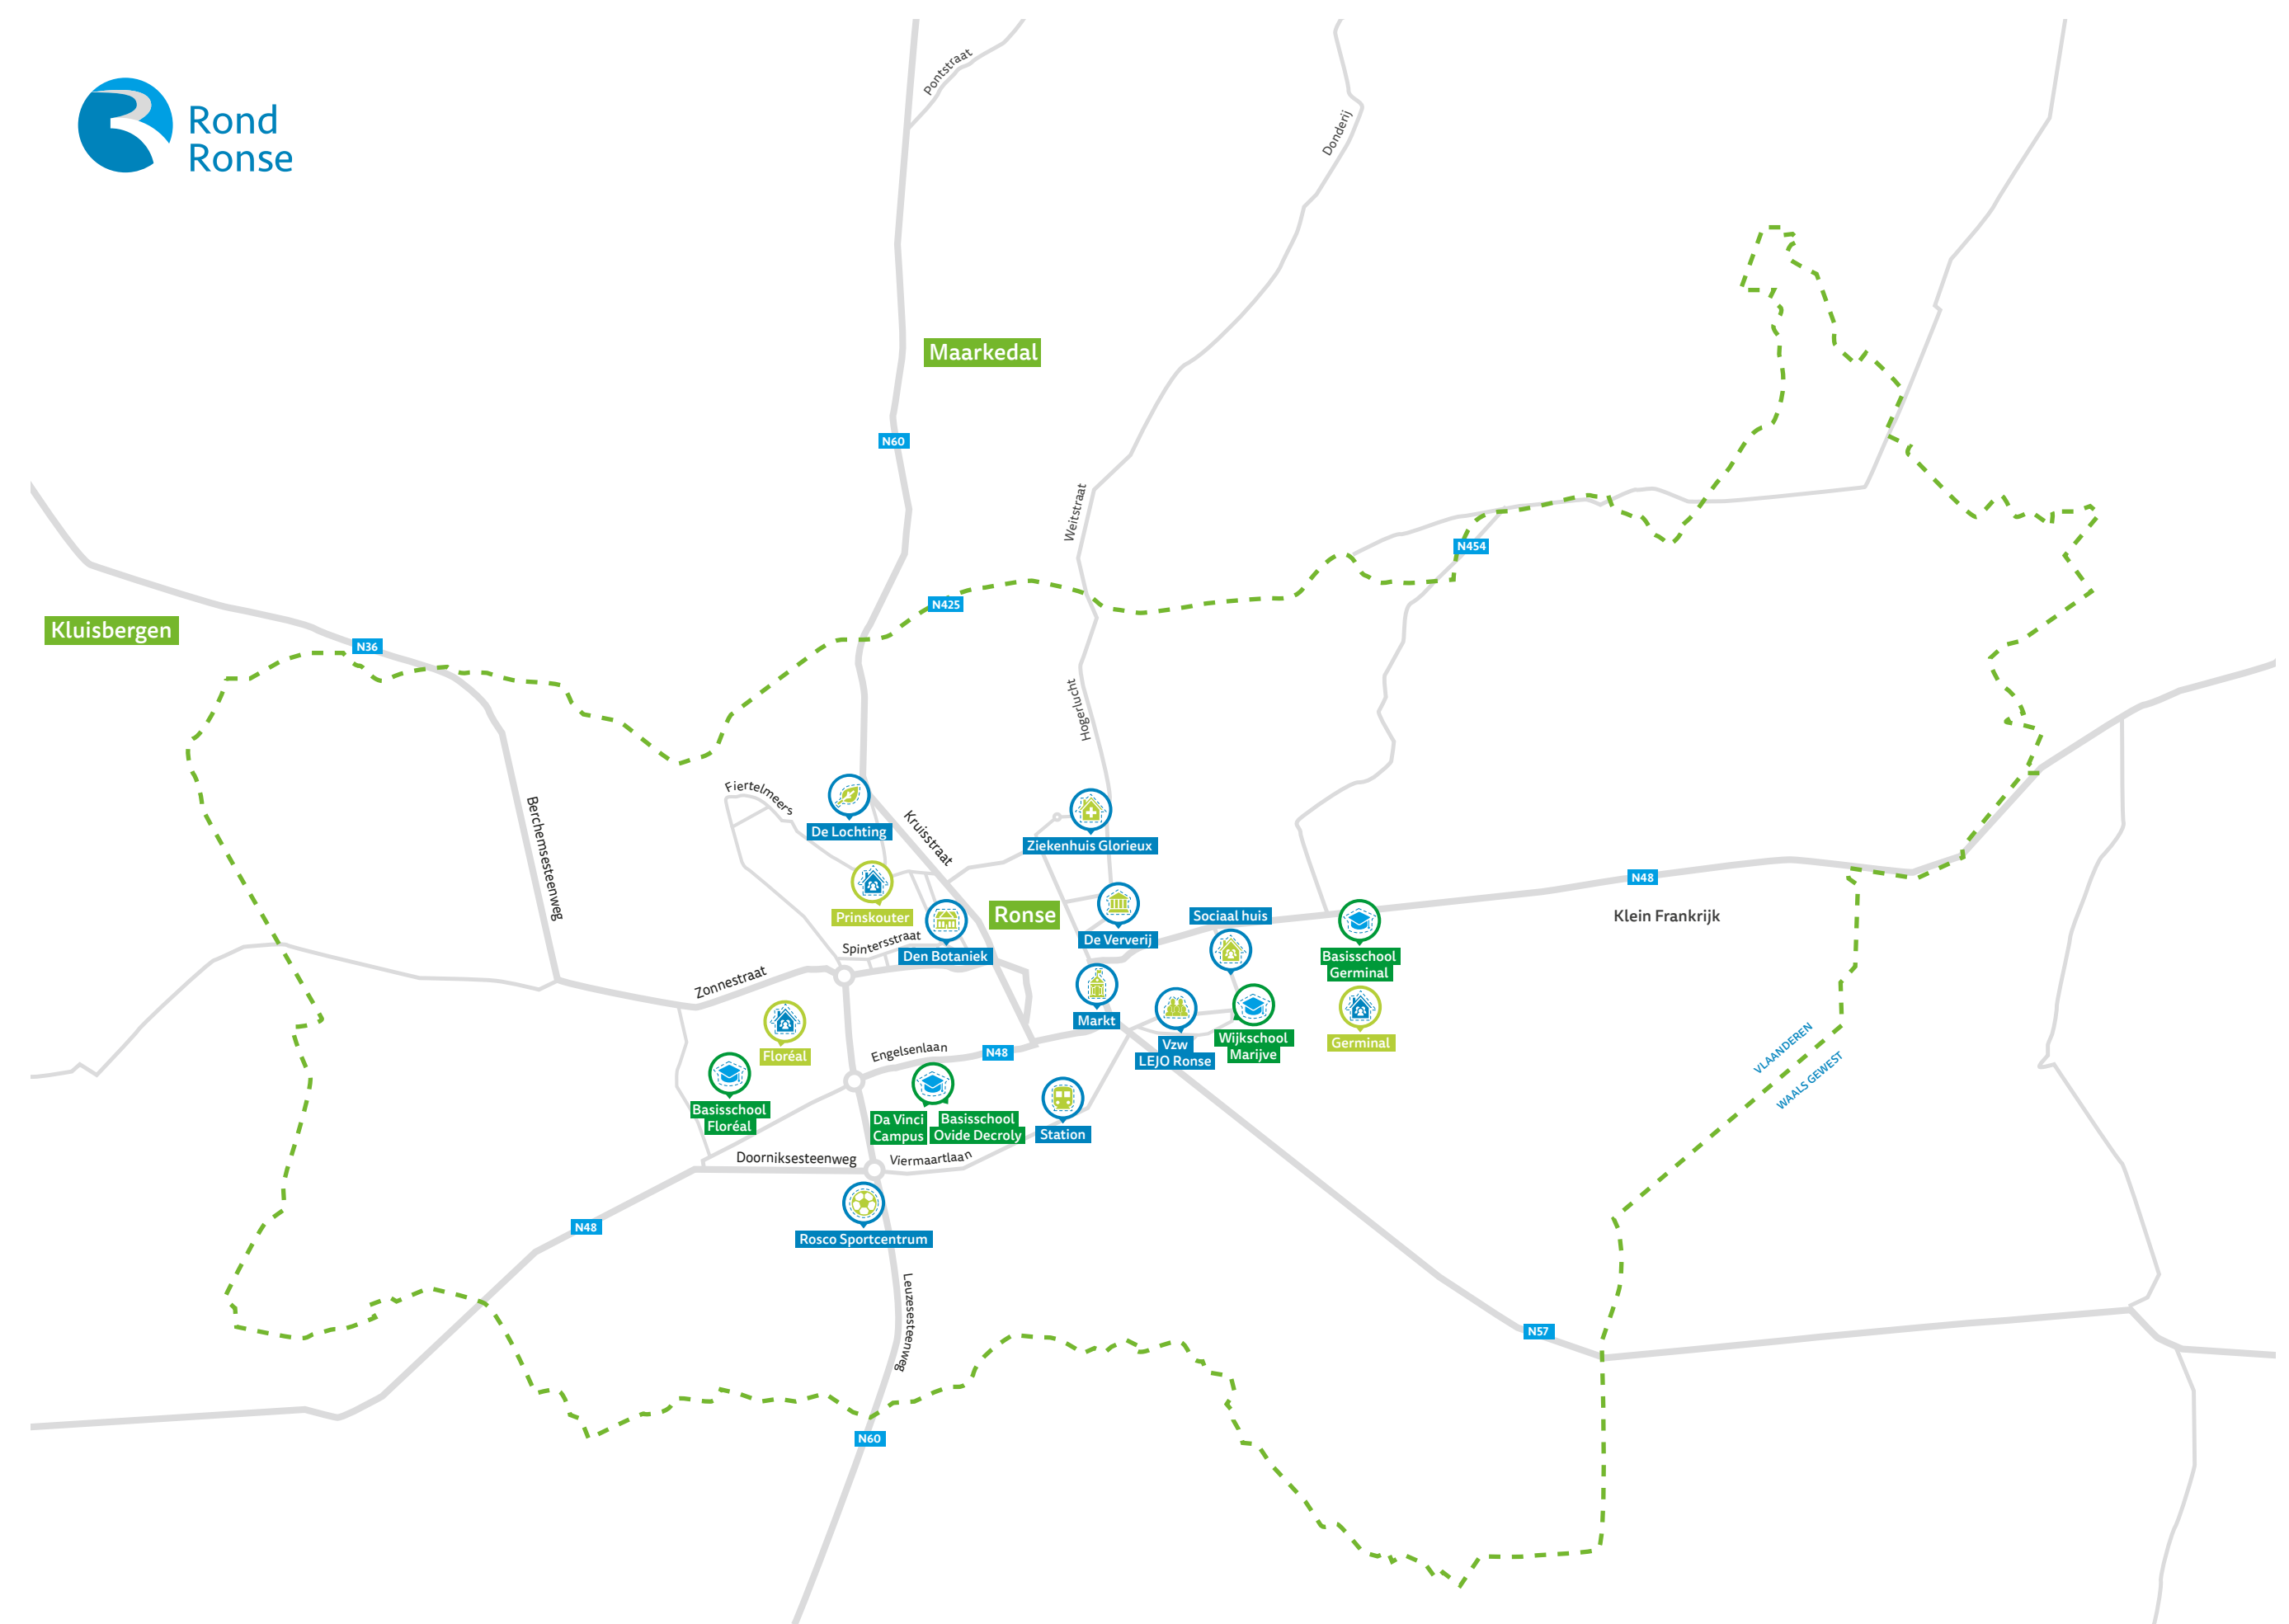 Rond
Ronse
Pontstraat
Donderij
Maarkedal
N60
Weitstraat
N454
N425
Kluisbergen
N36
Hogerlucht
Fiertelmeers
De Lochting
Kruisstraat
Ziekenhuis Glorieux
Berchemsesteenweg
N48
Prinskouter
Ronse
Sociaal huis
Klein Frankrijk
Spintersstraat
De Ververij
Den Botaniek
Basisschool
Germinal
Zonnestraat
Markt
Floréal
Engelsenlaan
N48
Vzw
LEJO Ronse
Wijkschool
Marijve
Germinal
VLAANDEREN
WAALS GEWEST
Basisschool
Floréal
Da Vinci
Campus
Basisschool
Ovide Decroly
Station
Doorniksesteenweg
Viermaartlaan
N48
Rosco Sportcentrum
Leuzesesteenweg
N57
N60